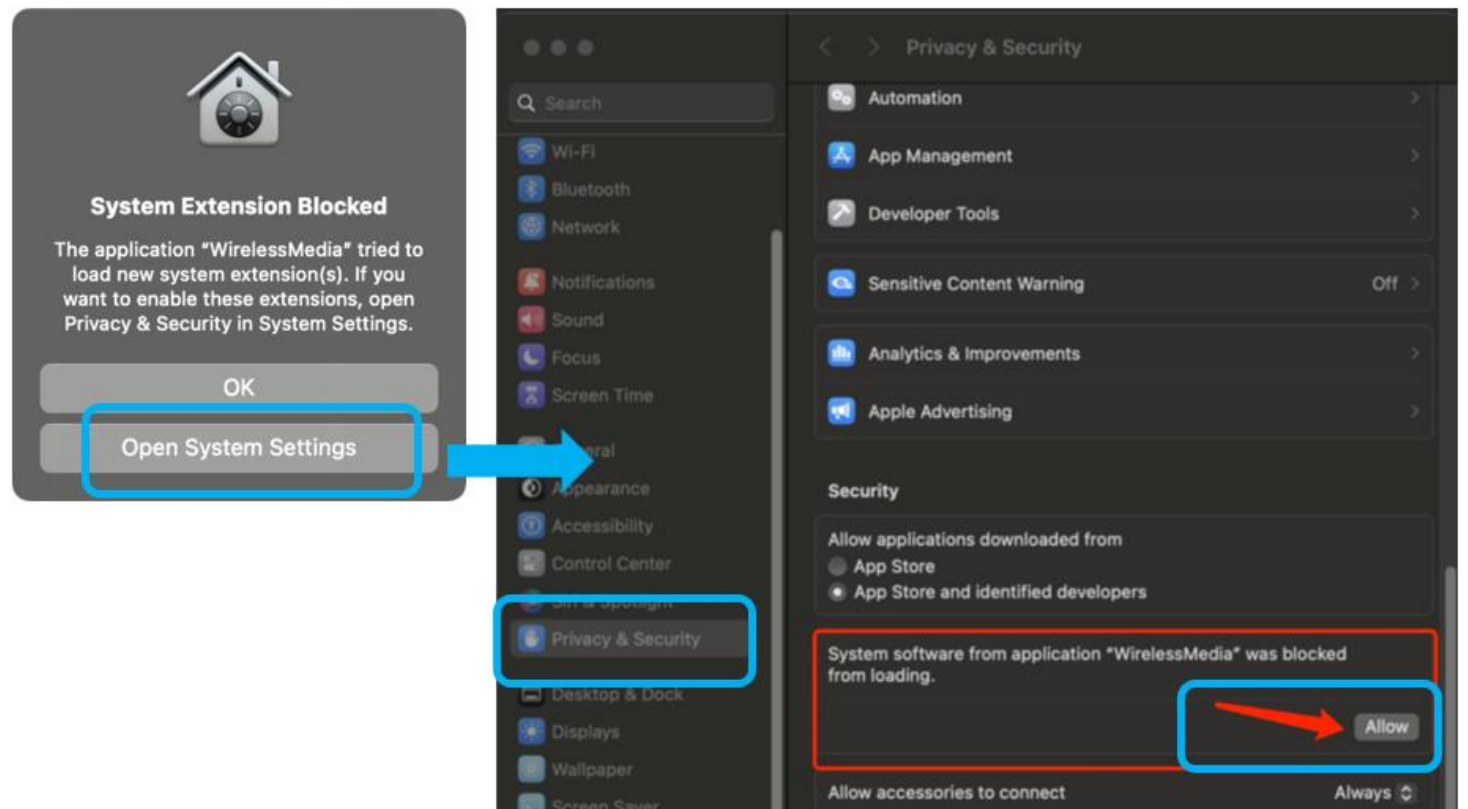 System Extension Blocked
The application "WirelessMedia" tried to
load new system extension(s). If you
want to enable these extensions, open
Privacy & Security in System Settings.
OK
Open System Settings
Search
Wi-Fi
Bluetooth
Network
Notifications
Sound
Focus
Screen Time
Appearance
Accessibility
Control Center
Siri & Spotlight
Privacy & Security
Desktop & Dock
Displays
Wallpaper
Screen Saver
Privacy & Security
Automation
App Management
Developer Tools
Sensitive Content Warning Off
Analytics & Improvements
Apple Advertising
Security
Allow applications downloaded from
App Store
App Store and identified developers
System software from application "WirelessMedia" was blocked
from loading.
Allow
Allow accessories to connect Always